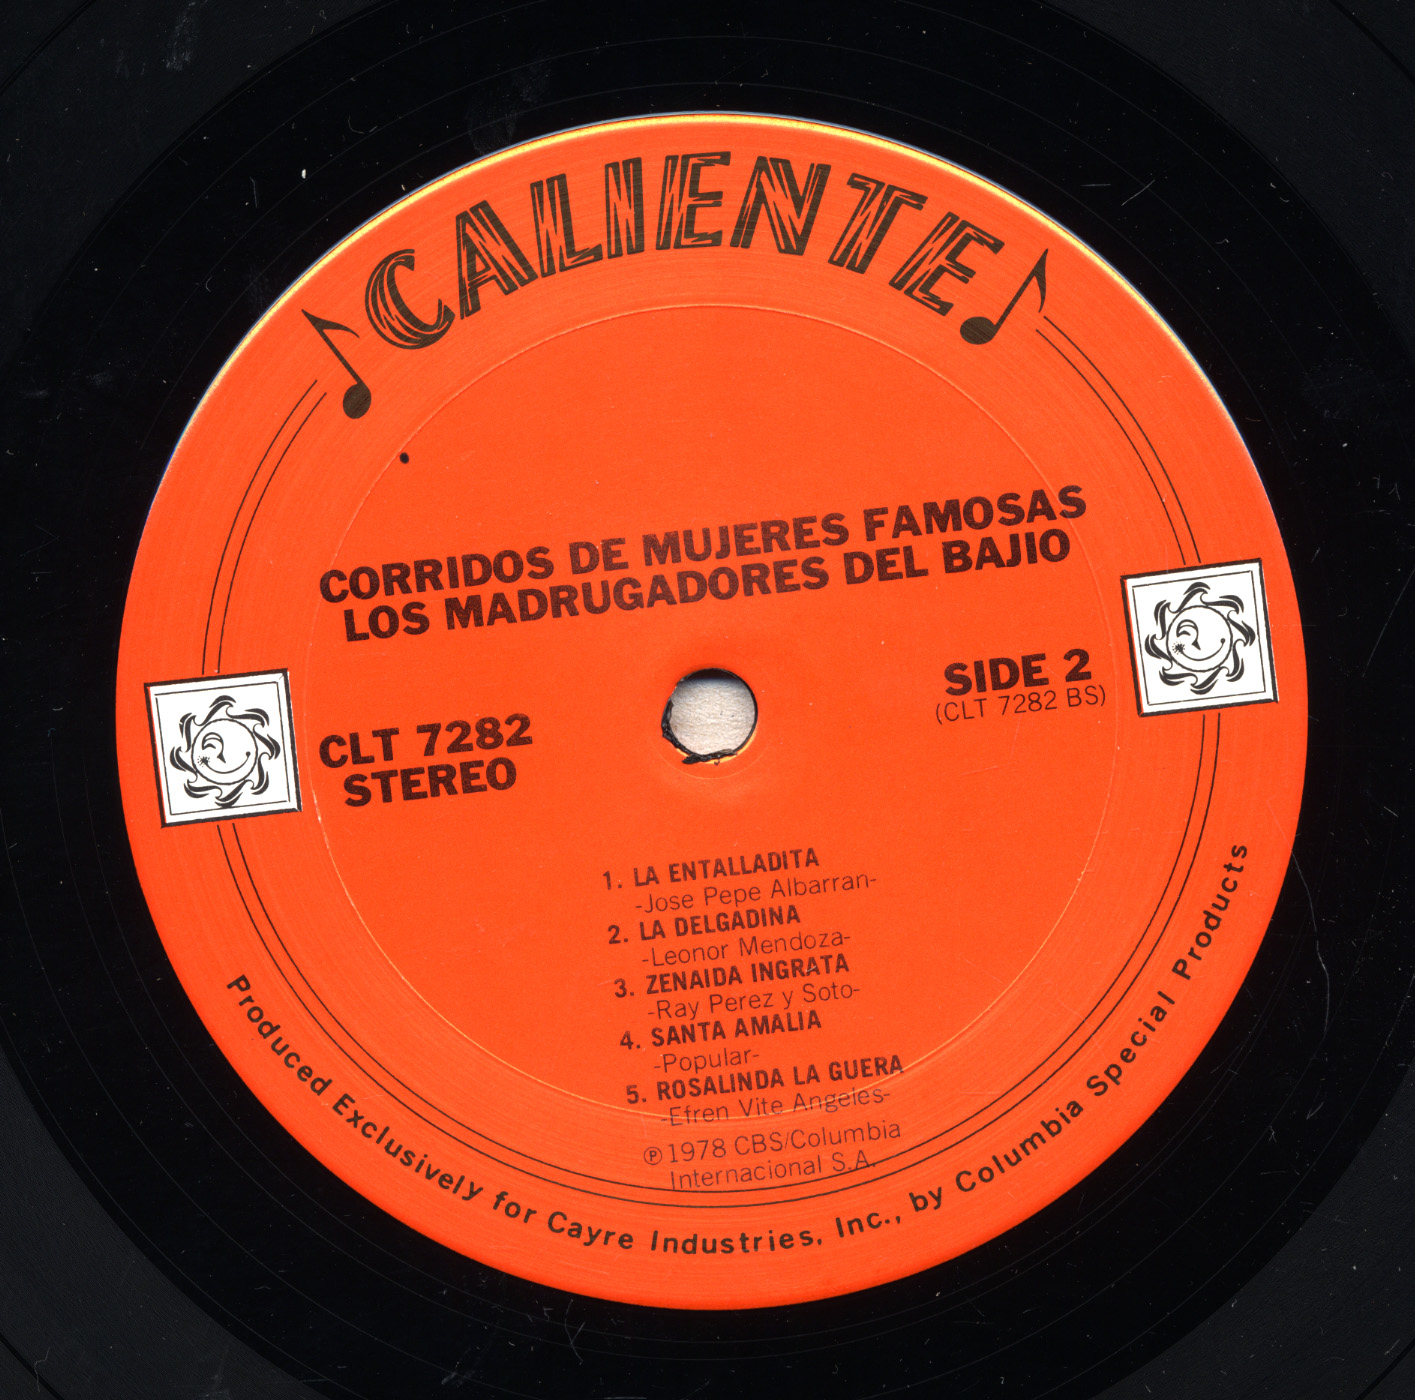 CALIENTE
CORRIDOS DE MUJERES FAMOSAS
LOS MADRUGADORES DEL BAJIO
SIDE 2
(CLT 7282 BS)
CLT 7282
STEREO
1. LA ENTALLADITA
-Jose Pepe Albarran-
2. LA DELGADINA
-Leonor Mendoza-
3. ZENAIDA INGRATA
-Ray Perez y Soto-
4. SANTA AMALIA
-Popular-
5. ROSALINDA LA GUERA
-Efren Vite Angeles-
℗1978 CBS/Columbia
Internacional S.A.
Produced Exclusively for Cayre Industries, Inc., by Columbia Special Products